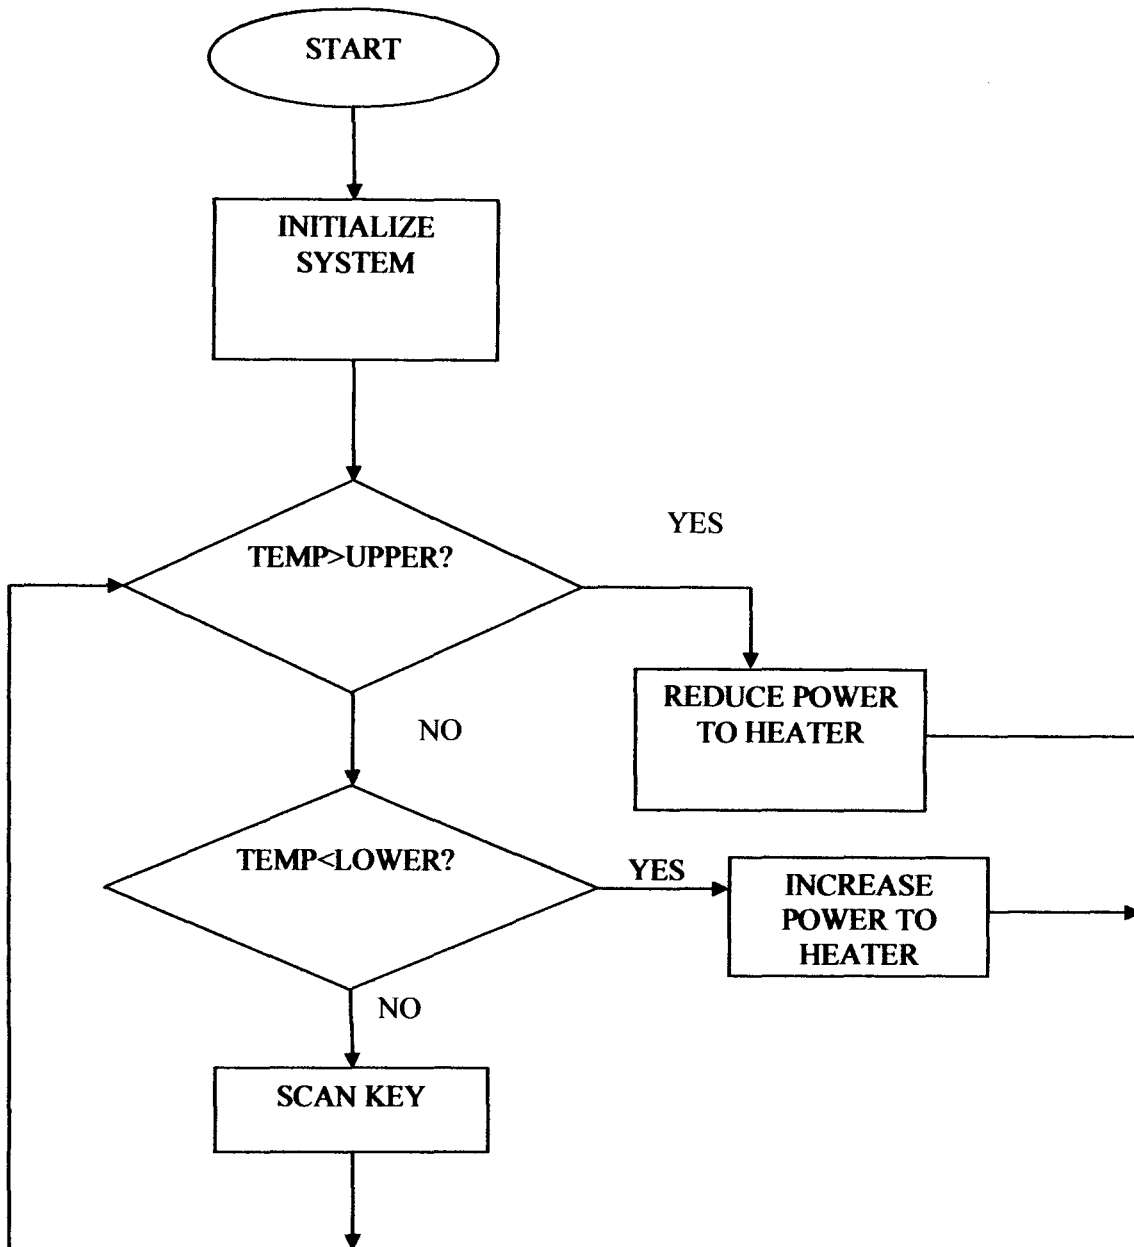 START
INITIALIZE
SYSTEM
TEMP>UPPER?
YES
REDUCE POWER
TO HEATER
NO
TEMP<LOWER?
YES
INCREASE
POWER TO
HEATER
NO
SCAN KEY